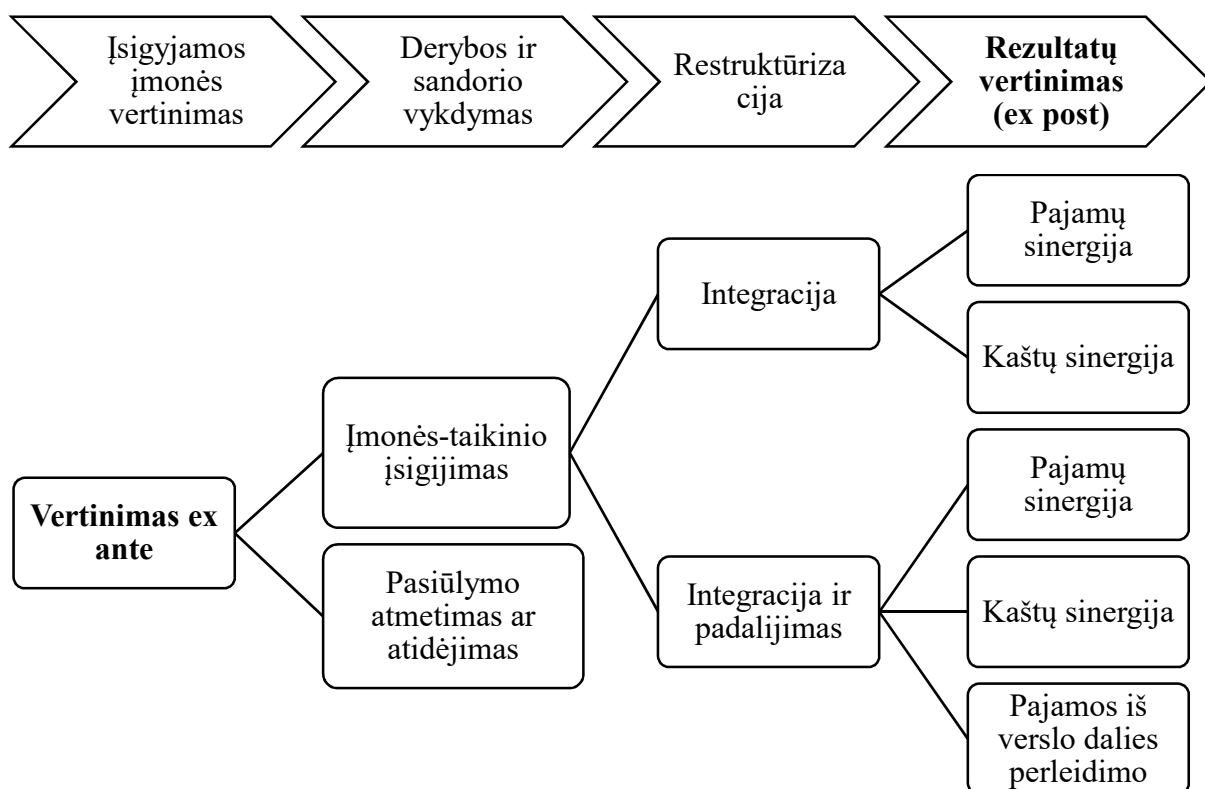 Įsigyjamos
įmonės
vertinimas
Derybos ir
sandorio
vykdymas
Restruktūriza
cija
Rezultatų
vertinimas
(ex post)
Vertinimas ex
ante
Įmonės-taikinio
įsigijimas
Pasiūlymo
atmetimas ar
atidėjimas
Integracija
Integracija ir
padalijimas
Pajamų
sinergija
Kaštų sinergija
Pajamų
sinergija
Kaštų sinergija
Pajamos iš
verslo dalies
perleidimo